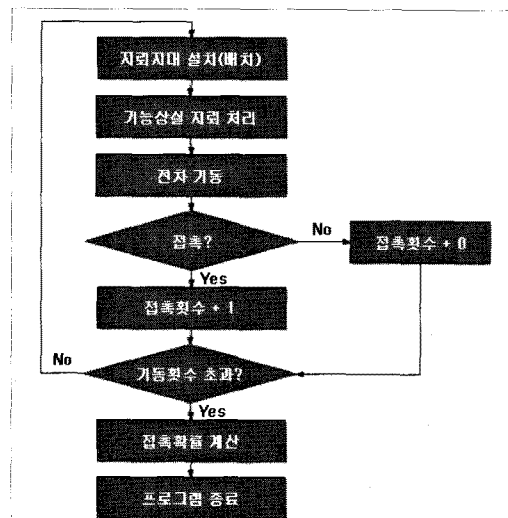 지뢰지대 설치(배치)
기능상실 지뢰 처리
전차 기동
접촉?
No
접촉횟수 + 0
Yes
접촉횟수 + 1
No
기동횟수 초과?
Yes
접촉확률 계산
프로그램 종료